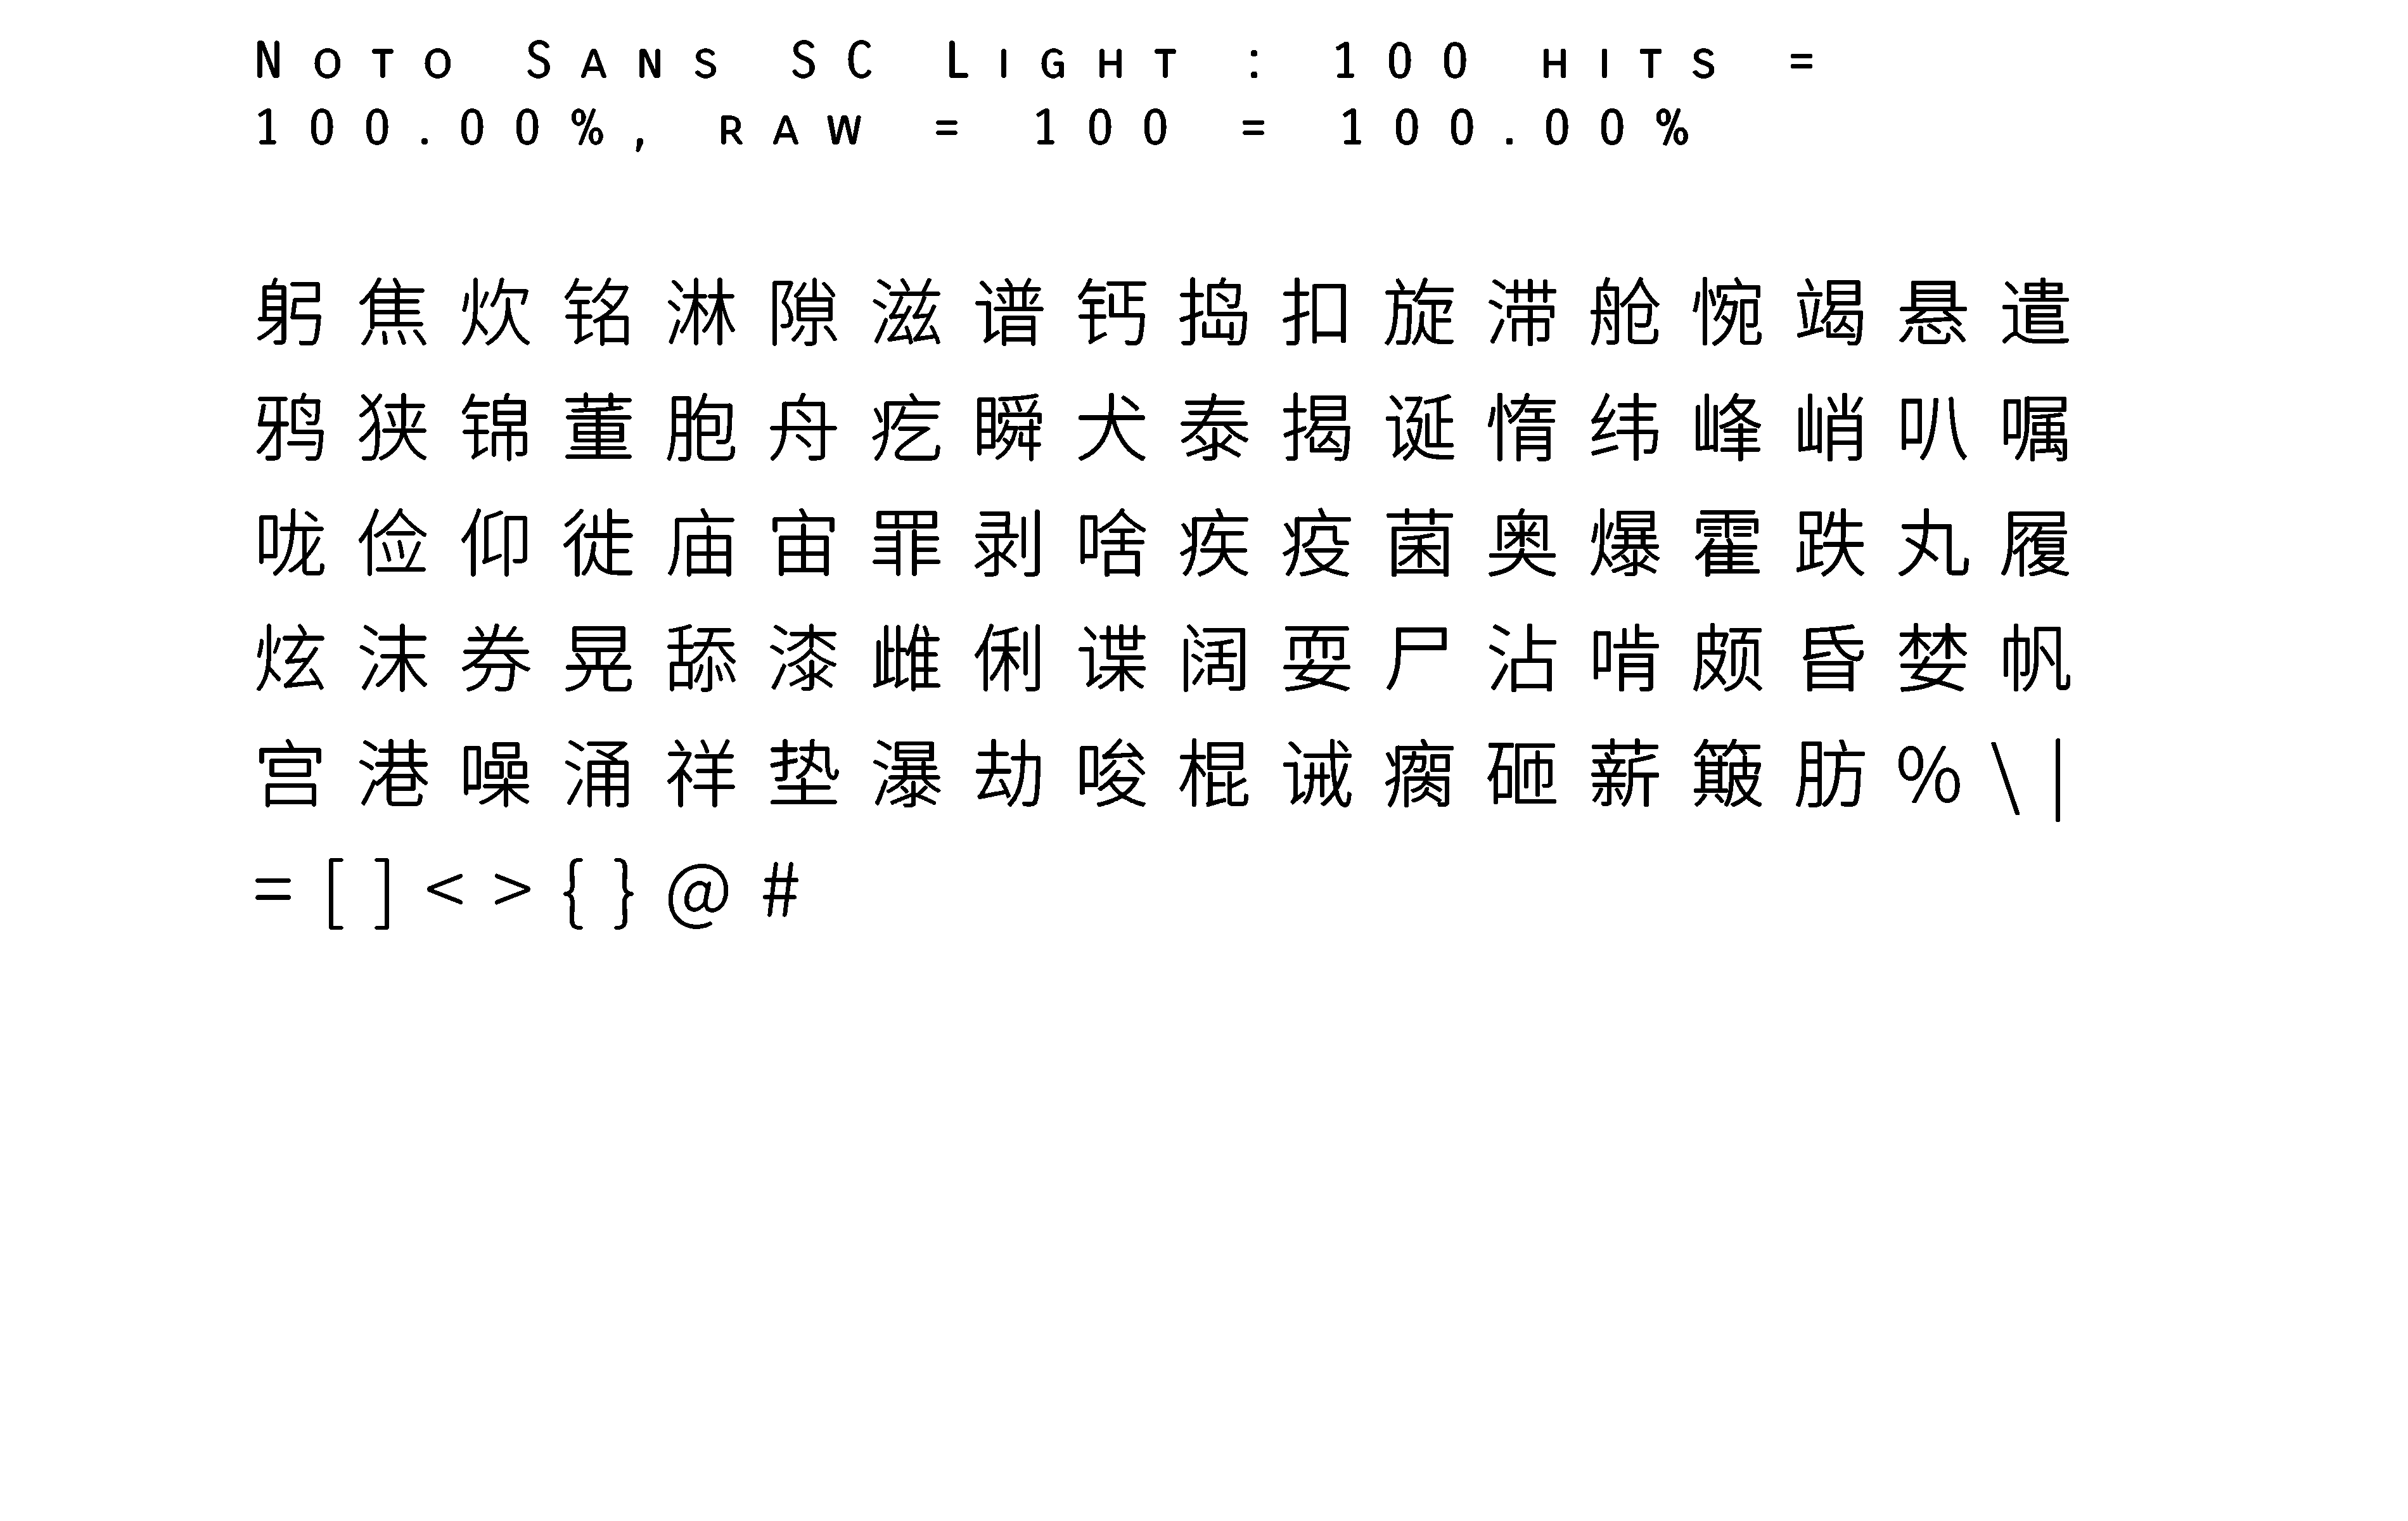 Noto Sans SC Light : 100 hits =
100.00%, raw = 100 = 100.00%
躬焦炊铭淋隙滋谱钙捣扣旋滞舱惋竭悬遣
鸦狭锦董胞舟疙瞬犬泰揭诞惰纬峰峭叭嘱
咙俭仰徙庙宙罪剥啥疾疫菌奥爆霍跌丸履
炫沫券晃舔漆雌俐谍阔耍尸沾啃颇昏婪帆
宫港噪涌祥垫瀑劫唆棍诫瘸砸薪簸肪%\|
=[]<>{}@#